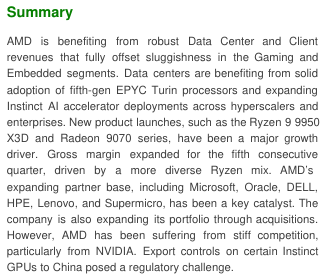 Summary
AMD is benefiting from robust Data Center and Client
revenues that fully offset sluggishness in the Gaming and
Embedded segments. Data centers are benefiting from solid
adoption of fifth-gen EPYC Turin processors and expanding
Instinct AI accelerator deployments across hyperscalers and
enterprises. New product launches, such as the Ryzen 9 9950
X3D and Radeon 9070 series, have been a major growth
driver. Gross margin expanded for the fifth consecutive
quarter, driven by a more diverse Ryzen mix. AMD's
expanding partner base, including Microsoft, Oracle, DELL,
HPE, Lenovo, and Supermicro, has been a key catalyst. The
company is also expanding its portfolio through acquisitions.
However, AMD has been suffering from stiff competition,
particularly from NVIDIA. Export controls on certain Instinct
GPUs to China posed a regulatory challenge.